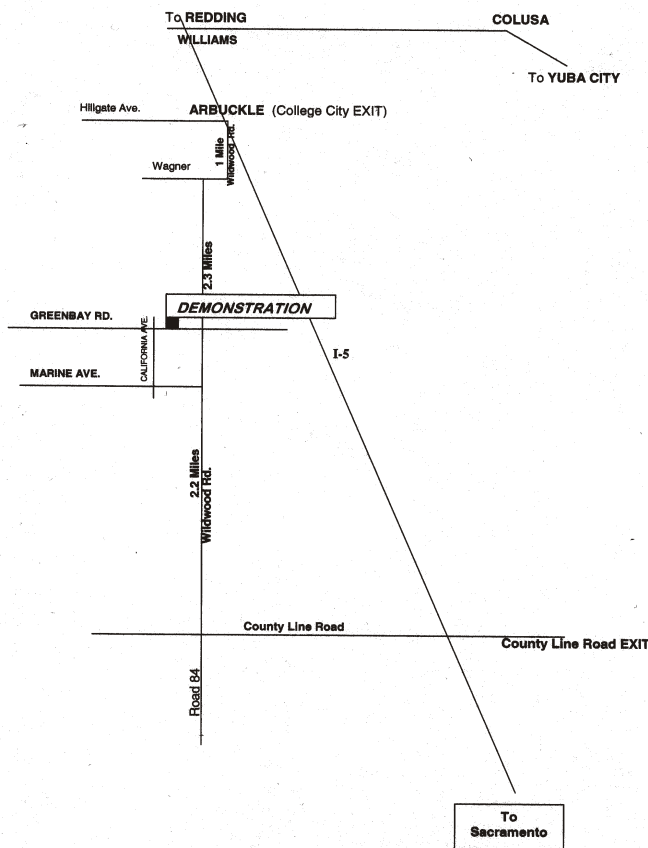 To REDDING
COLUSA
WILLIAMS
To YUBA CITY
Hillgate Ave.
ARBUCKLE (College City EXIT)
1 Mile
Wildwood Rd.
Wagner
2.3 Miles
DEMONSTRATION
GREENBAY RD.
CALIFORNIA AVE.
I-5
MARINE AVE.
2.2 Miles
Wildwood Rd.
County Line Road
County Line Road EXIT
Road 84
To
Sacramento